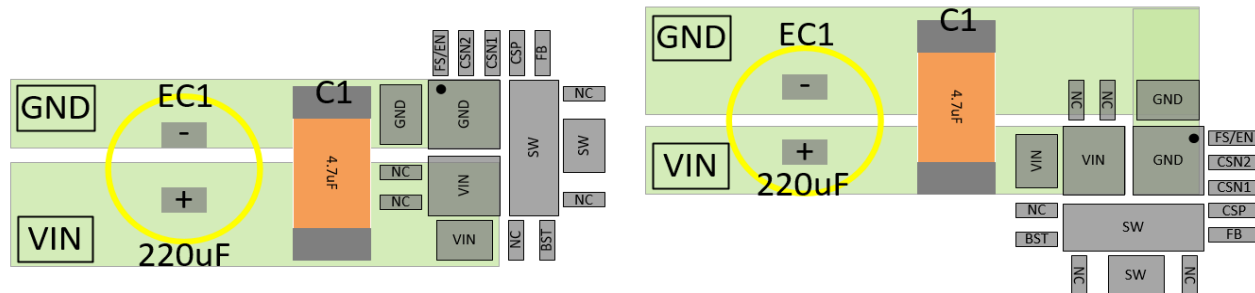 FS/EN
CSN2
CSN1
CSP
FB
GND
EC1
C1
-
GND
GND
SW
NC
SW
4.7uF
NC
NC
VIN
NC
+
VIN
220uF
VIN
NC
BST
GND
EC1
C1
-
4.7uF
NC
NC
GND
VIN
+
220uF
VIN
VIN
GND
FS/EN
CSN2
CSN1
NC
BST
SW
CSP
FB
NC
SW
NC